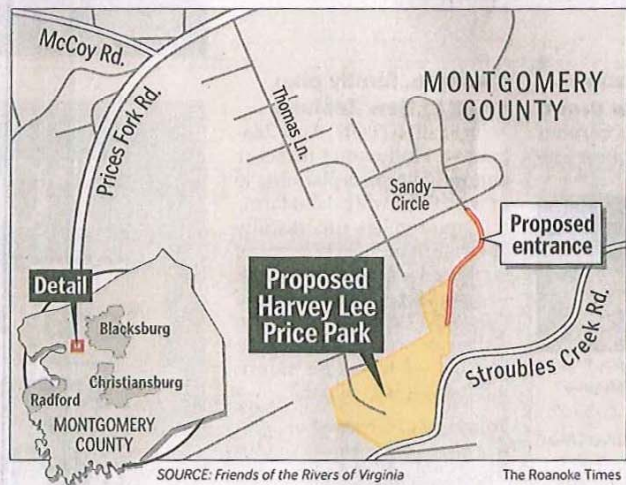 McCoy Rd.
Prices Fork Rd.
Thomas Ln.
MONTGOMERY
COUNTY
Sandy
Circle
Proposed
entrance
Proposed
Harvey Lee
Price Park
Stroubles Creek Rd.
Detail
Blacksburg
Christiansburg
Radford
MONTGOMERY
COUNTY
SOURCE: Friends of the Rivers of Virginia
The Roanoke Times